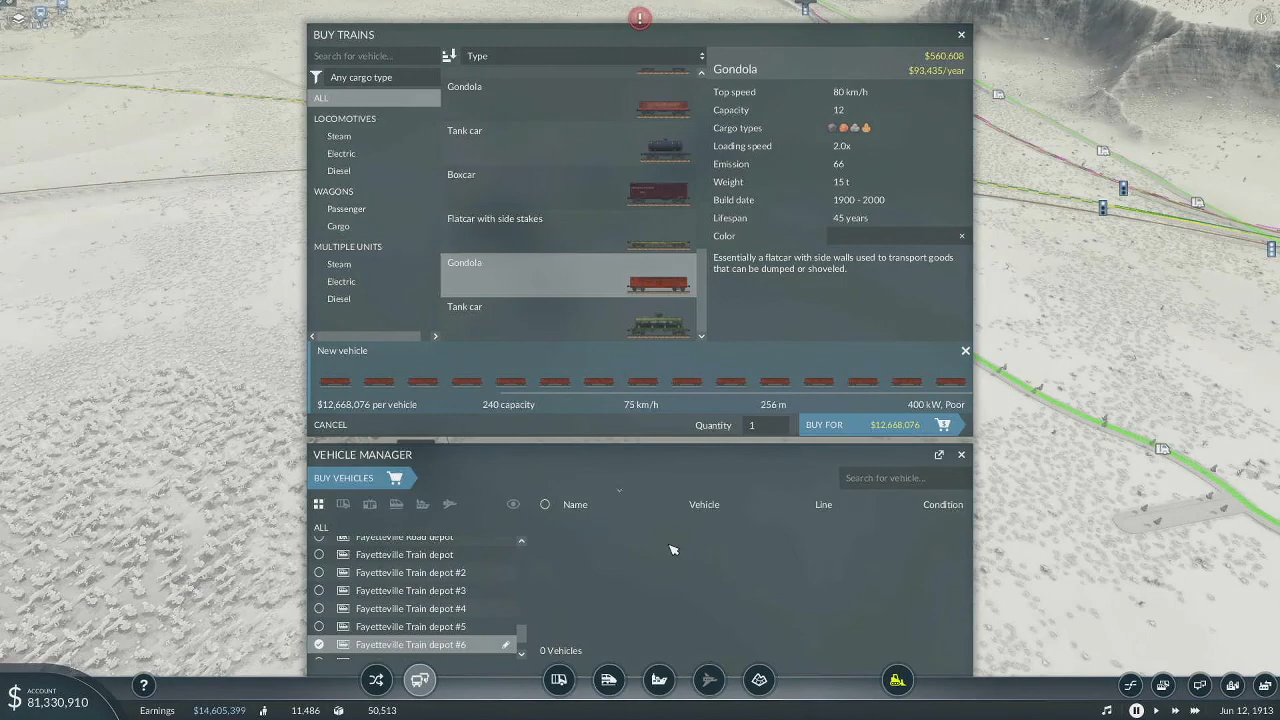 BUY TRAINS
Search for vehicle...
Type
Any cargo type
ALL
LOCOMOTIVES
Steam
Electric
Diesel
WAGONS
Passenger
Cargo
MULTIPLE UNITS
Steam
Electric
Diesel
Gondola
Tank car
Boxcar
Flatcar with side stakes
Gondola
Tank car
$560,608
Gondola
$93,435/year
Top speed 80 km/h
Capacity 12
Cargo types
Loading speed 2.0x
Emission 66
Weight 15 t
Build date 1900 - 2000
Lifespan 45 years
Color
Essentially a flatcar with side walls used to transport goods
that can be dumped or shoveled.
New vehicle
$12,668,076 per vehicle 240 capacity 75 km/h 256 m 400 kW, Poor
CANCEL Quantity 1 BUY FOR $12,668,076
VEHICLE MANAGER
BUY VEHICLES Search for vehicle...
Name Vehicle Line Condition
ALL
Fayetteville Road depot
Fayetteville Train depot
Fayetteville Train depot #2
Fayetteville Train depot #3
Fayetteville Train depot #4
Fayetteville Train depot #5
Fayetteville Train depot #6
0 Vehicles
$ ACCOUNT
81,330,910
?
Earnings $14,605,399 11,486 50,513 Jun 12, 1913